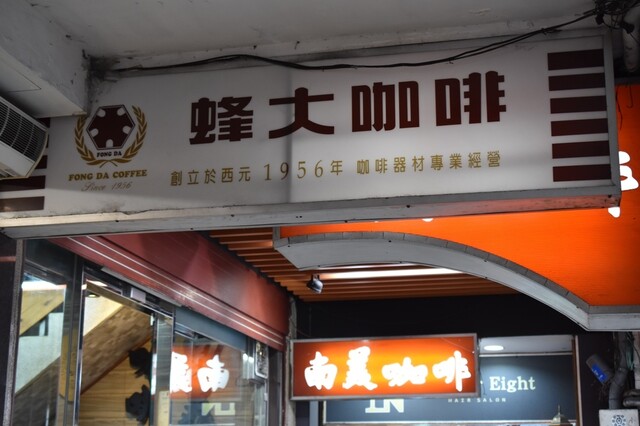 蜂大咖啡
FONG DA
FONG DA COFFEE
Since 1956
創立於西元 1956年 咖啡器材專業經營
南美咖啡
Eight
HAIR SALON